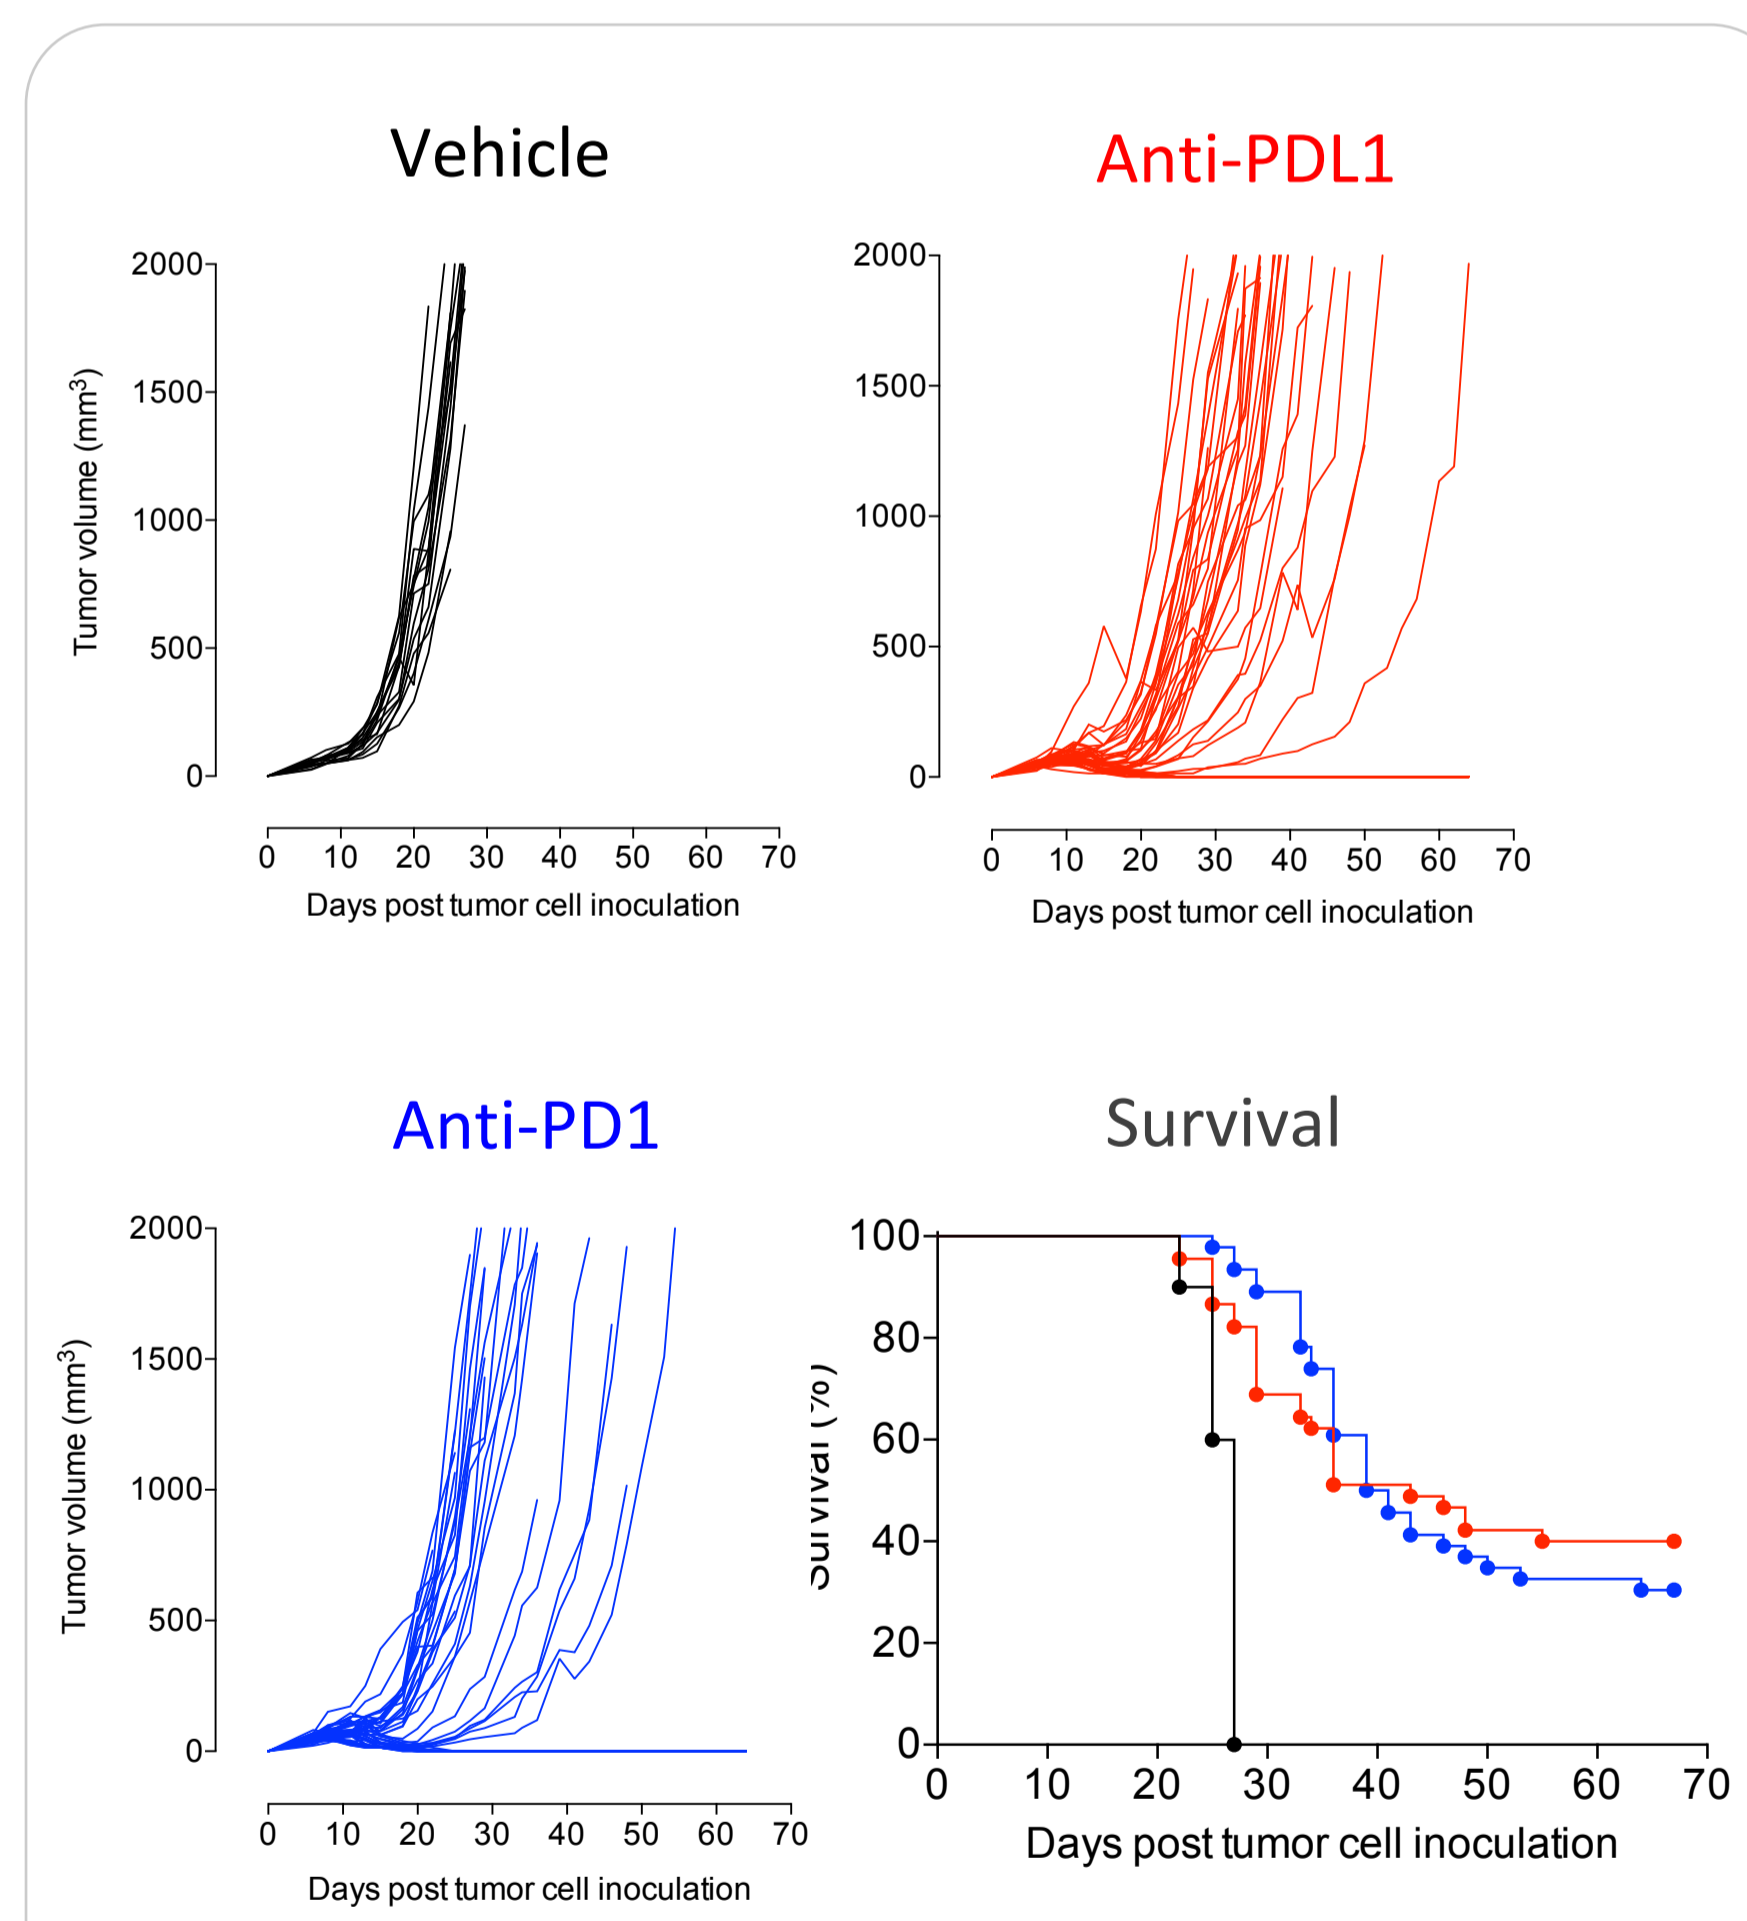 Vehicle
2000
1500
1000
500
0
Tumor volume (mm³)
0 10 20 30 40 50 60 70
Days post tumor cell inoculation
Anti-PDL1
2000
1500
1000
500
0
0 10 20 30 40 50 60 70
Days post tumor cell inoculation
Anti-PD1
2000
1500
1000
500
0
Tumor volume (mm³)
0 10 20 30 40 50 60 70
Days post tumor cell inoculation
Survival
100
80
60
40
20
0
Survival (%)
0 10 20 30 40 50 60 70
Days post tumor cell inoculation